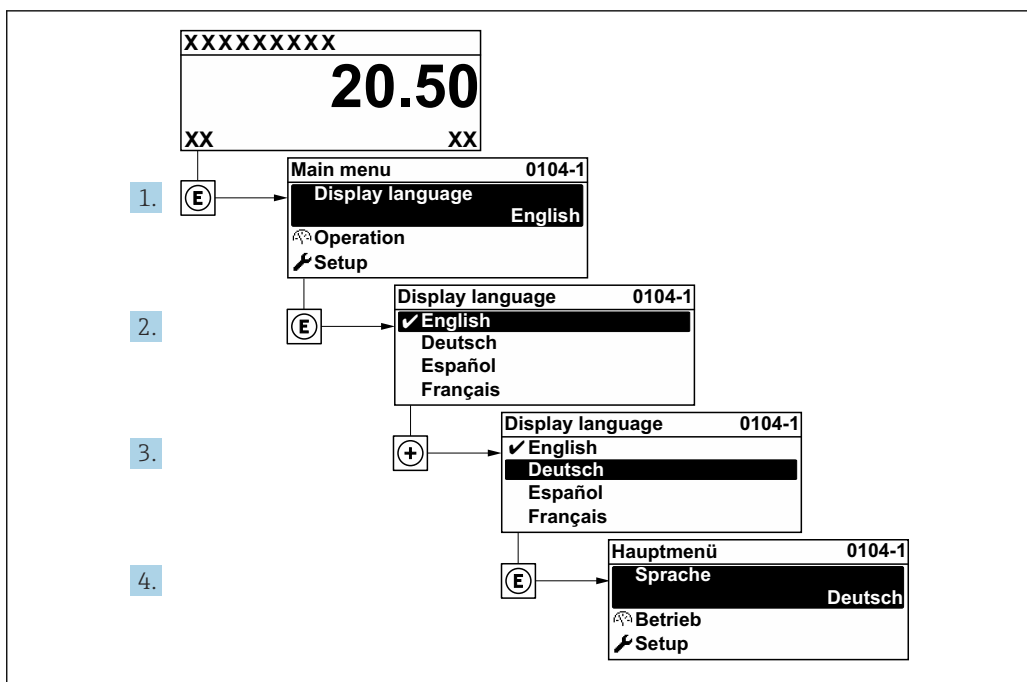 XXXXXXXXX
20.50
XX XX
1. E Main menu 0104-1
Display language
English
Operation
Setup
2. E Display language 0104-1
✔English
Deutsch
Español
Français
3. + Display language 0104-1
✔English
Deutsch
Español
Français
4. E Hauptmenü 0104-1
Sprache
Deutsch
Betrieb
Setup